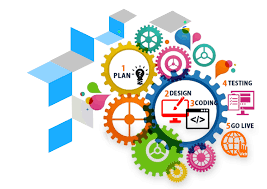 1
PLAN
2
DESIGN
3
CODING
</>
4 TESTING
5 GO LIVE